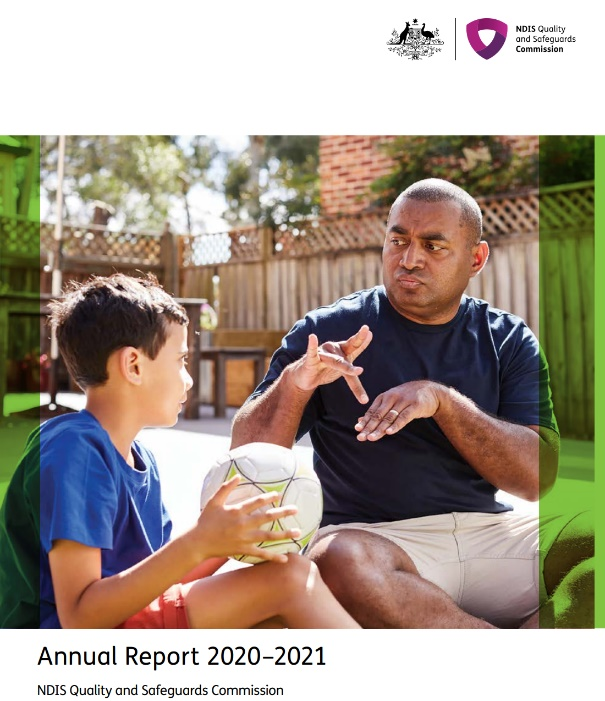 NDIS Quality
and Safeguards
Commission
Annual Report 2020–2021
NDIS Quality and Safeguards Commission